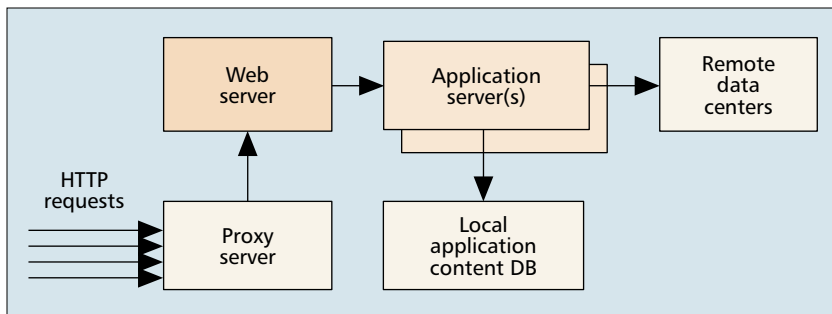 Web
server
Application
server(s)
Remote
data
centers
HTTP
requests
Proxy
server
Local
application
content DB